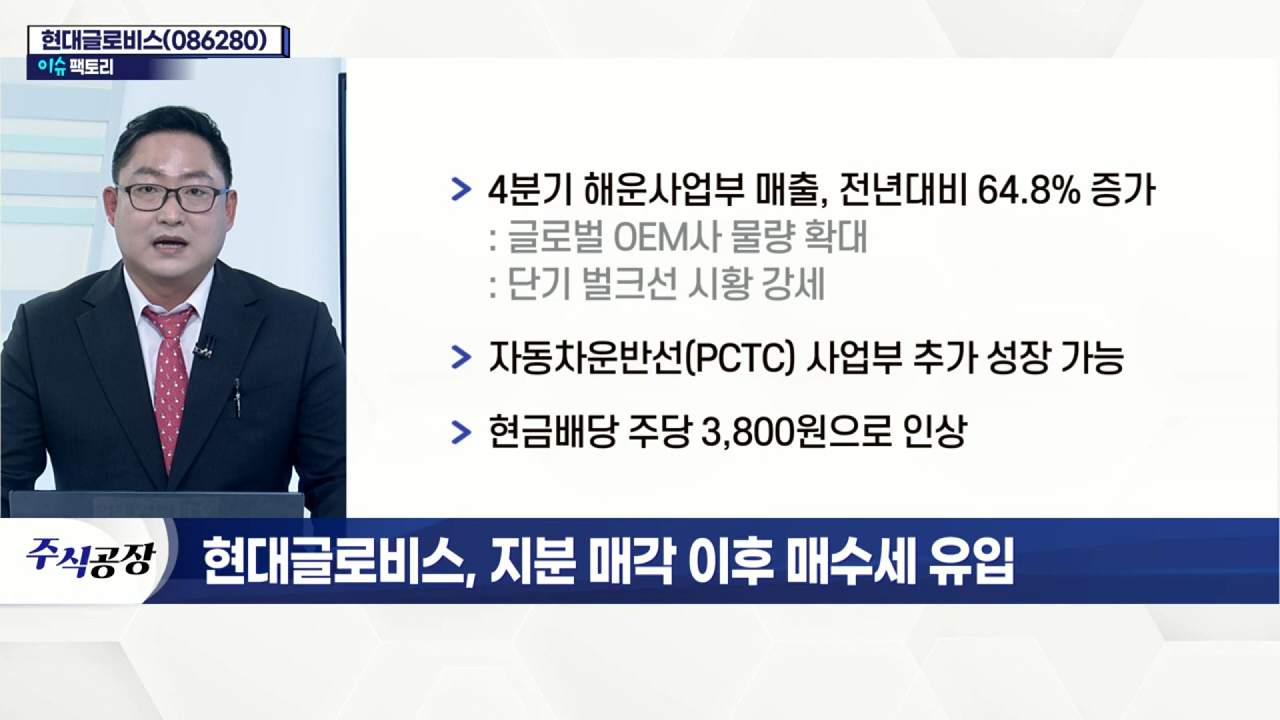 현대글로비스(086280)
이슈 팩토리
> 4분기 해운사업부 매출, 전년대비 64.8% 증가
: 글로벌 OEM사 물량 확대
: 단기 벌크선 시황 강세
> 자동차운반선(PCTC) 사업부 추가 성장 가능
> 현금배당 주당 3,800원으로 인상
주식공장
현대글로비스, 지분 매각 이후 매수세 유입